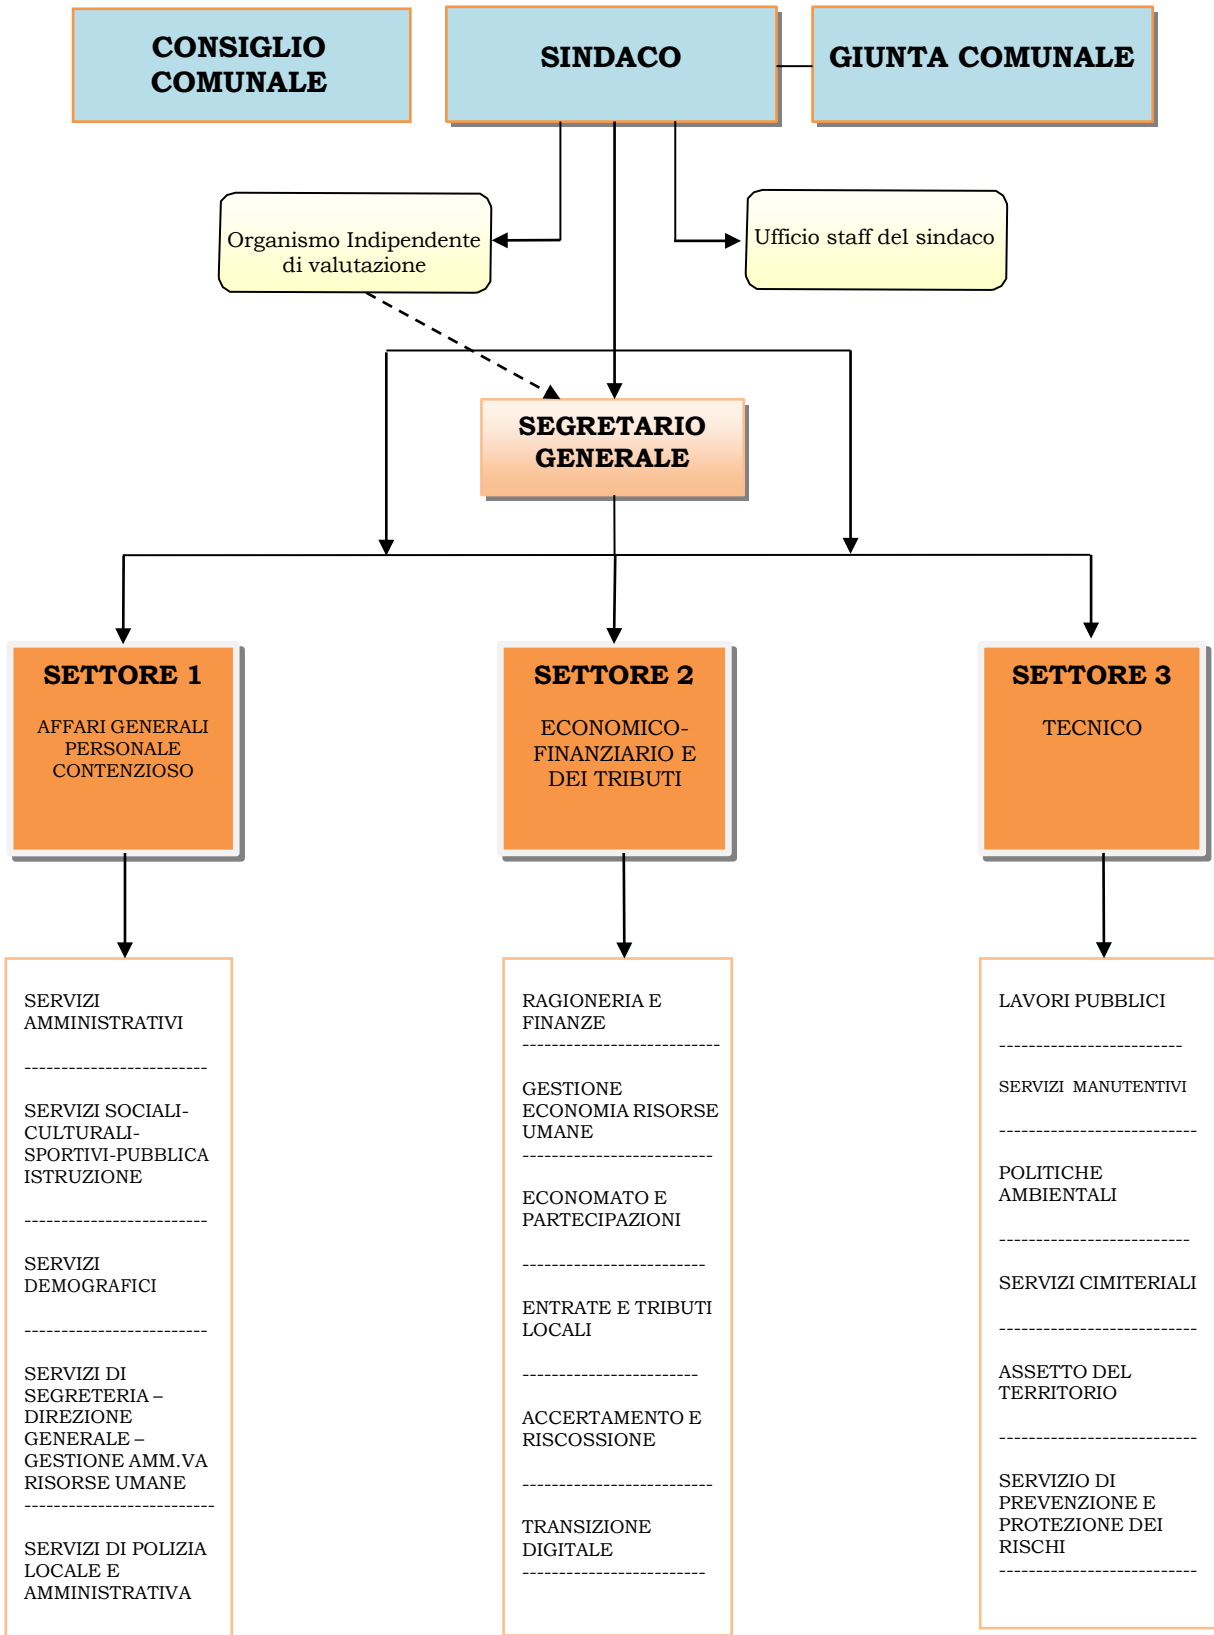 CONSIGLIO
COMUNALE
SINDACO
GIUNTA COMUNALE
Organismo Indipendente
di valutazione
Ufficio staff del sindaco
SEGRETARIO
GENERALE
SETTORE 1
AFFARI GENERALI
PERSONALE
CONTENZIOSO
SETTORE 2
ECONOMICO-
FINANZIARIO E
DEI TRIBUTI
SETTORE 3
TECNICO
SERVIZI
AMMINISTRATIVI
-------------------------
SERVIZI SOCIALI-
CULTURALI-
SPORTIVI-PUBBLICA
ISTRUZIONE
-------------------------
SERVIZI
DEMOGRAFICI
-------------------------
SERVIZI DI
SEGRETERIA –
DIREZIONE
GENERALE –
GESTIONE AMM.VA
RISORSE UMANE
--------------------------
SERVIZI DI POLIZIA
LOCALE E
AMMINISTRATIVA
RAGIONERIA E
FINANZE
---------------------------
GESTIONE
ECONOMIA RISORSE
UMANE
--------------------------
ECONOMATO E
PARTECIPAZIONI
-------------------------
ENTRATE E TRIBUTI
LOCALI
------------------------
ACCERTAMENTO E
RISCOSSIONE
--------------------------
TRANSIZIONE
DIGITALE
-------------------------
LAVORI PUBBLICI
-------------------------
SERVIZI MANUTENTIVI
---------------------------
POLITICHE
AMBIENTALI
--------------------------
SERVIZI CIMITERIALI
---------------------------
ASSETTO DEL
TERRITORIO
---------------------------
SERVIZIO DI
PREVENZIONE E
PROTEZIONE DEI
RISCHI
---------------------------